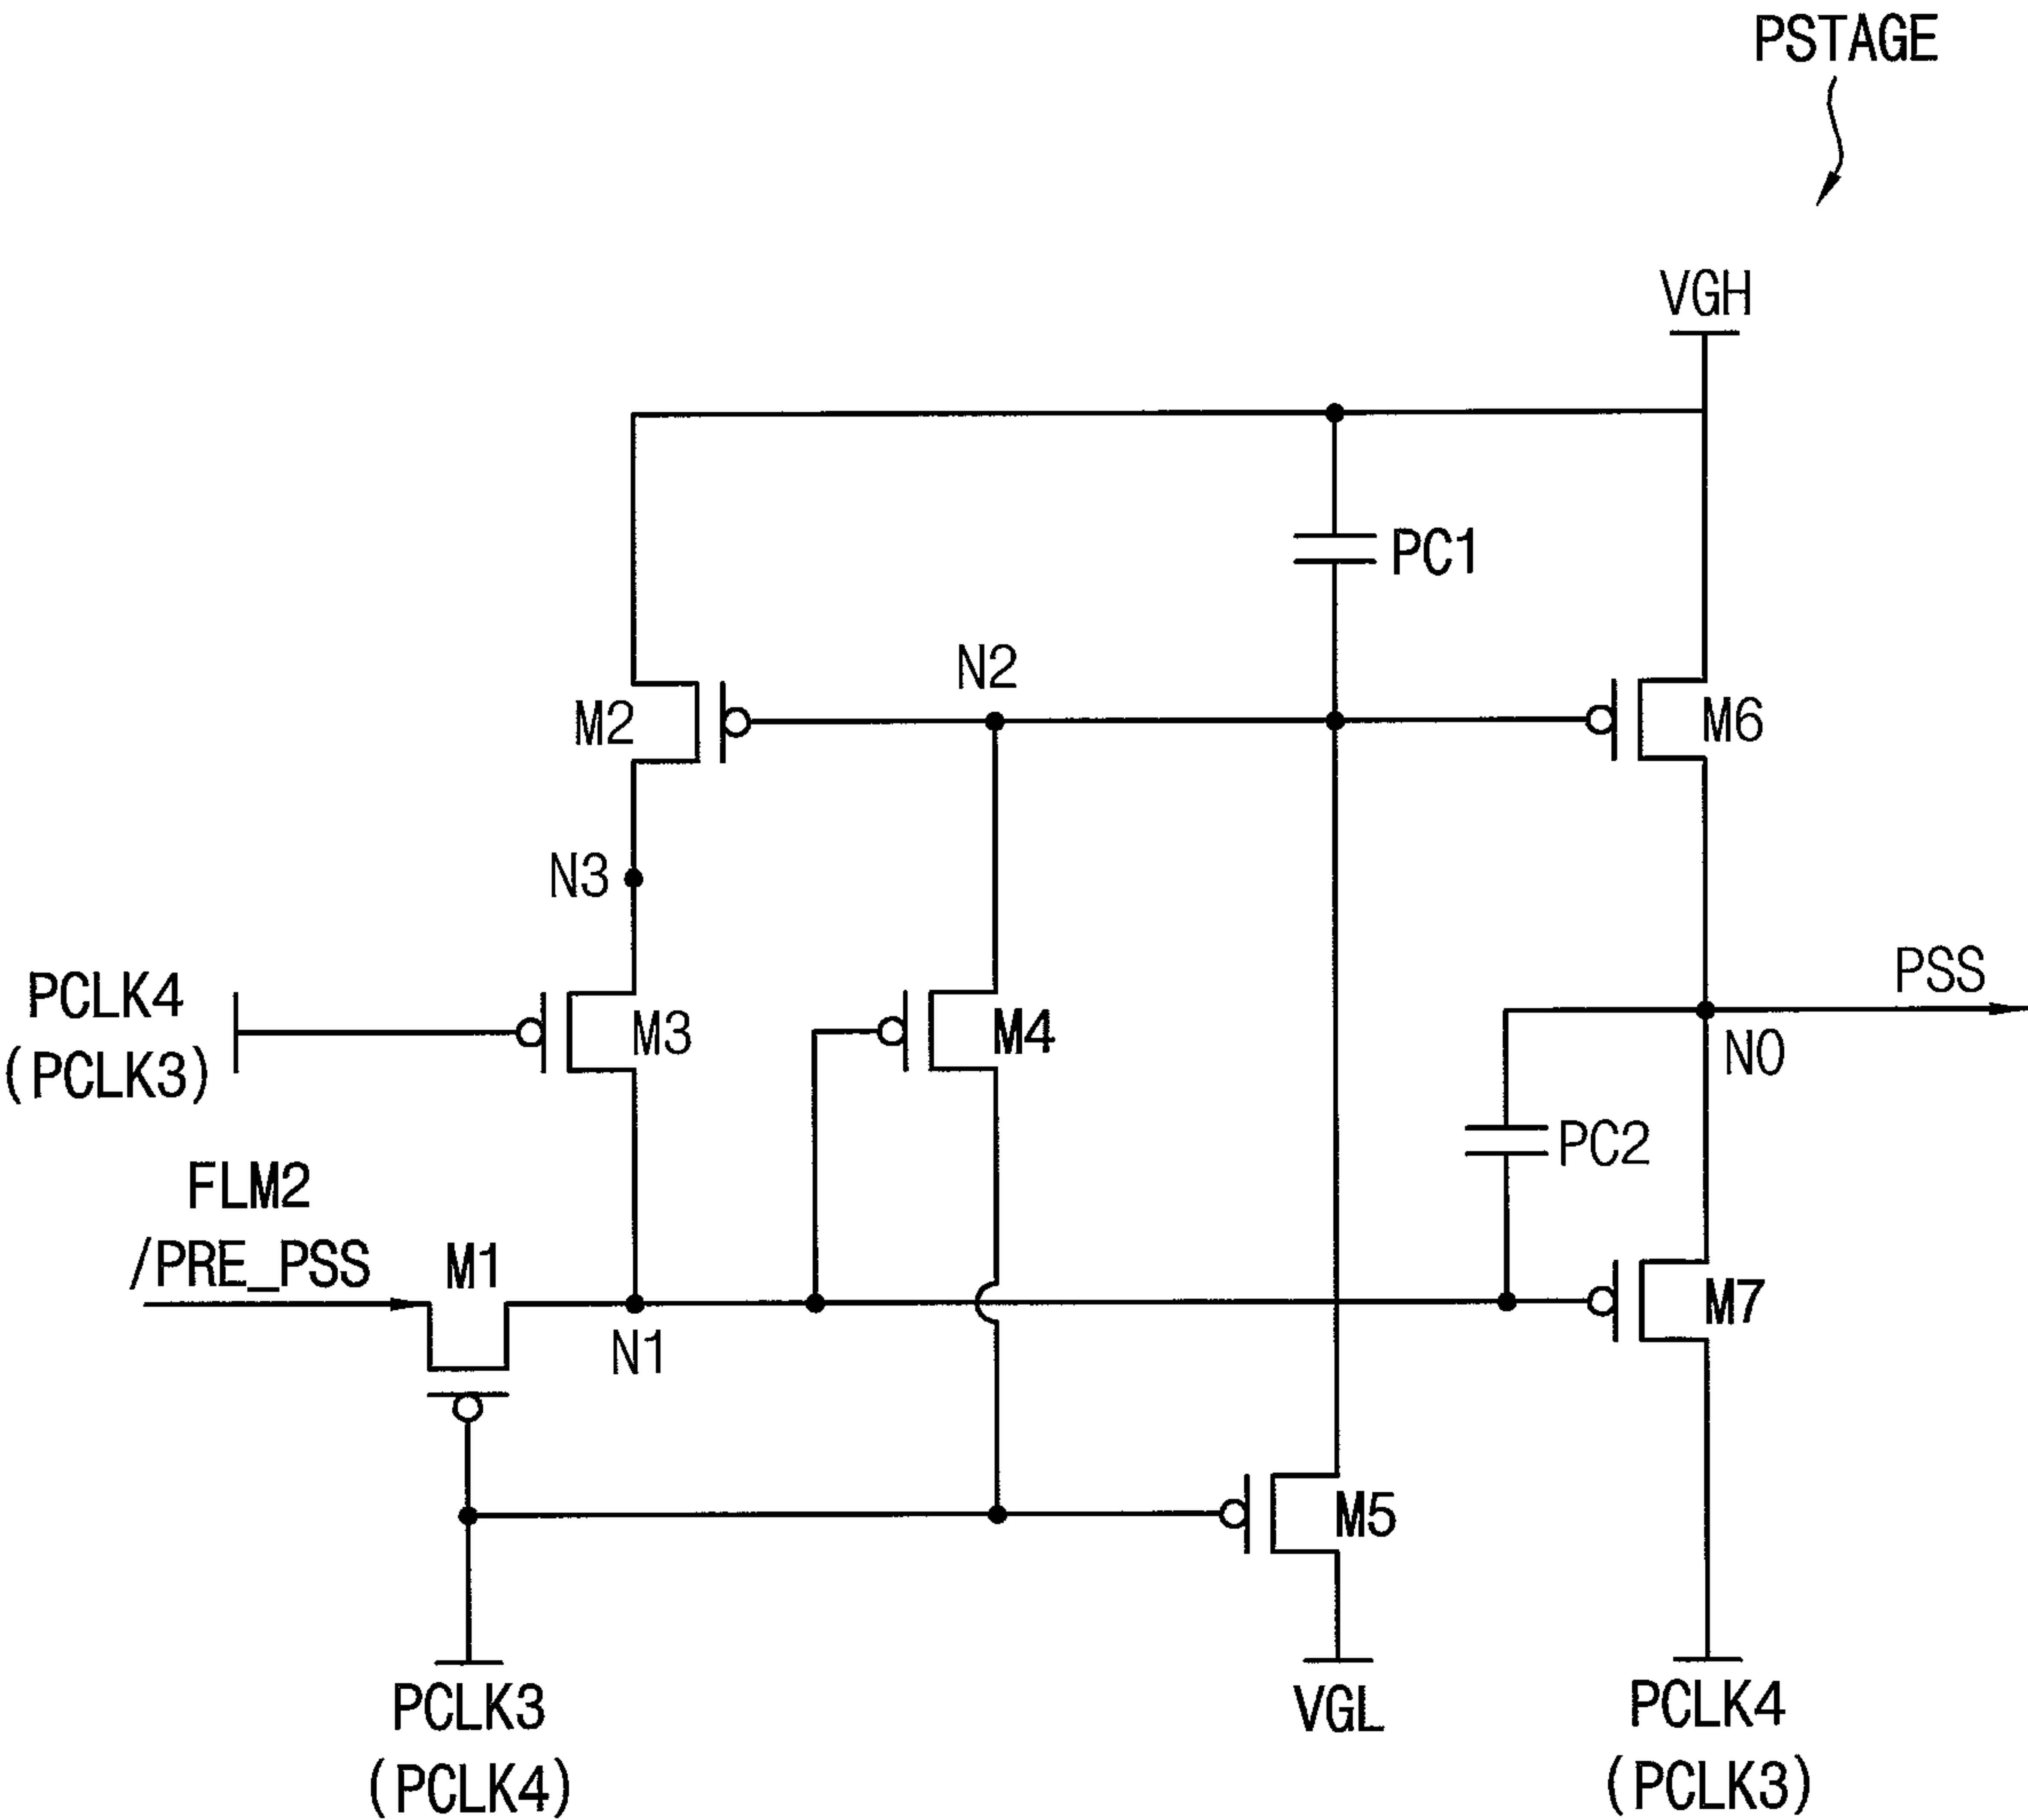 PSTAGE
VGH
PC1
N2
M2
M6
N3
PCLK4
(PCLK3)
M3
M4
PSS
NO
PC2
FLM2
/PRE_PSS
M1
N1
M7
M5
PCLK3
(PCLK4)
VGL
PCLK4
(PCLK3)